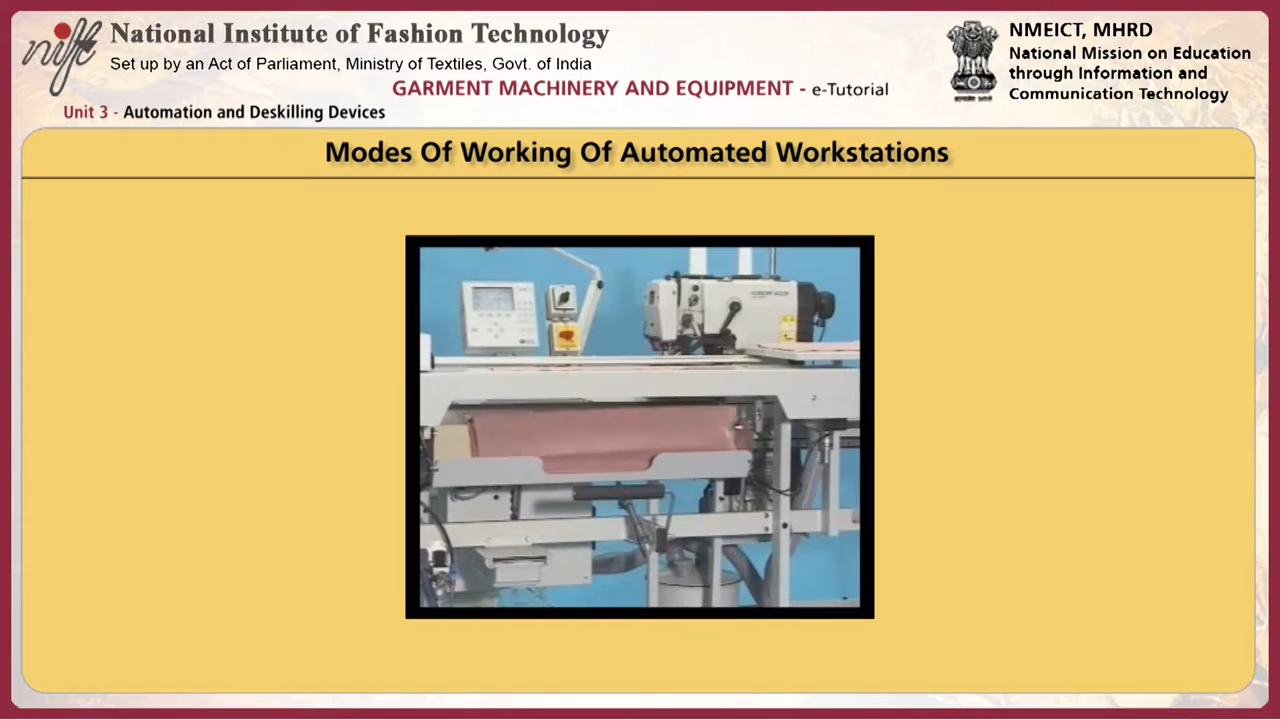 nift
National Institute of Fashion Technology
Set up by an Act of Parliament, Ministry of Textiles, Govt. of India
GARMENT MACHINERY AND EQUIPMENT - e-Tutorial
Unit 3 - Automation and Deskilling Devices
NMEICT, MHRD
National Mission on Education
through Information and
Communication Technology
Modes Of Working Of Automated Workstations